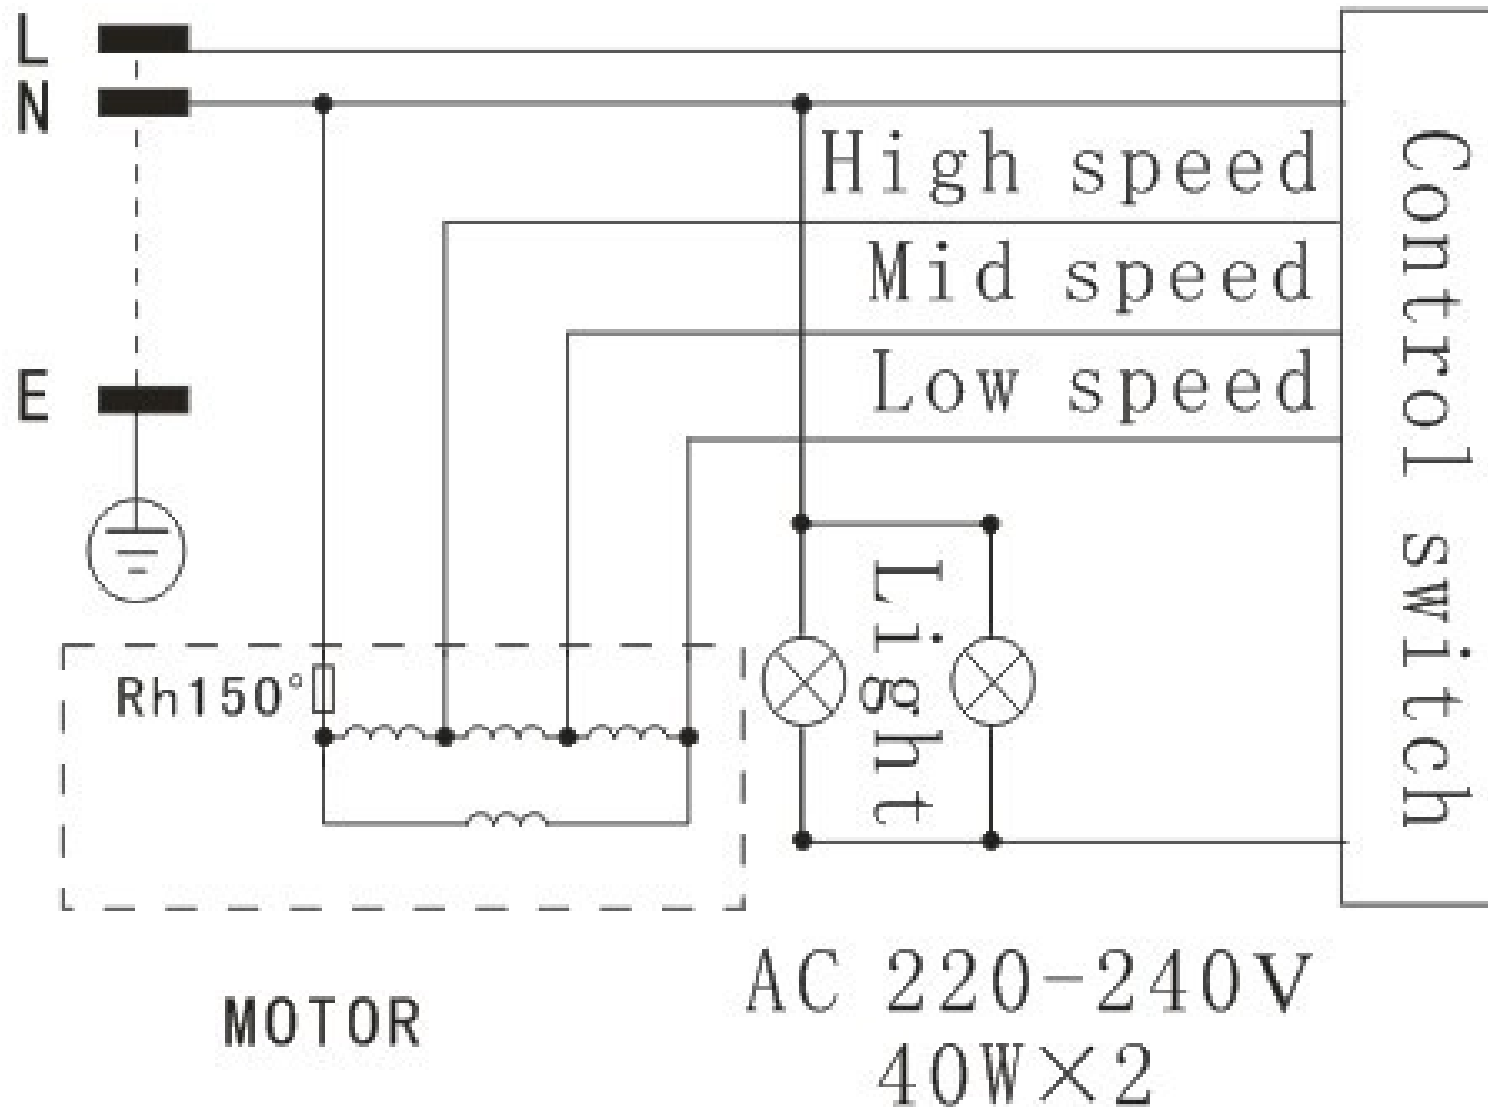 L
N
High speed
Mid speed
Low speed
E
Control switch
Light
Rh150°
MOTOR
AC 220-240V
40W×2